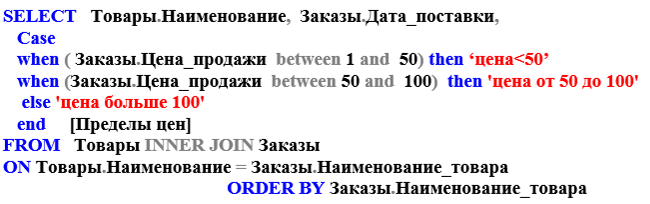 SELECT Товары.Наименование, Заказы.Дата_поставки,
Case
when ( Заказы.Цена_продажи between 1 and 50) then ‘цена<50’
when (Заказы.Цена_продажи between 50 and 100) then 'цена от 50 до 100'
else 'цена больше 100'
end [Пределы цен]
FROM Товары INNER JOIN Заказы
ON Товары.Наименование = Заказы.Наименование_товара
ORDER BY Заказы.Наименование_товара